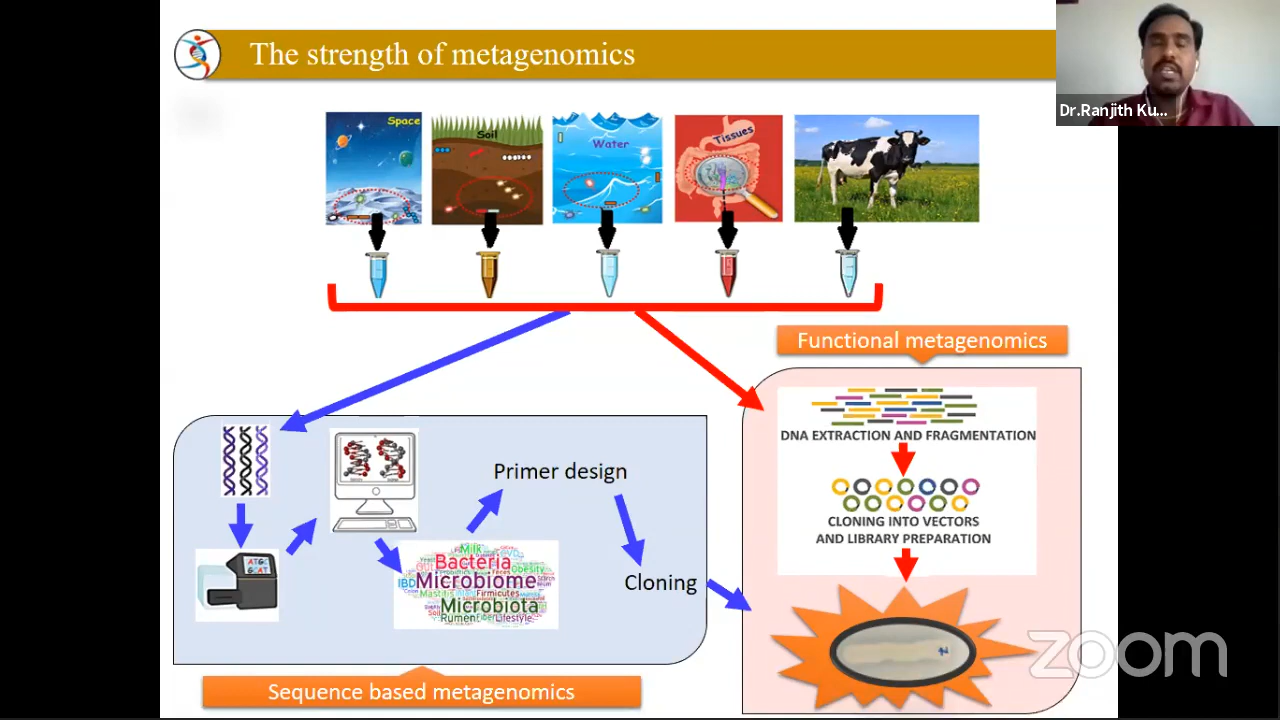 The strength of metagenomics
Dr.Ranjith Ku...
Space
Soil
Water
Tissues
Functional metagenomics
DNA EXTRACTION AND FRAGMENTATION
CLONING INTO VECTORS
AND LIBRARY PREPARATION
Primer design
Cloning
ATGC
GCAT
Milk
Bacteria
Obesity
IBD
Microbiome
Mastitis
Firmicutes
Microbiota
Rumen
Lifestyle
Sequence based metagenomics
zoom